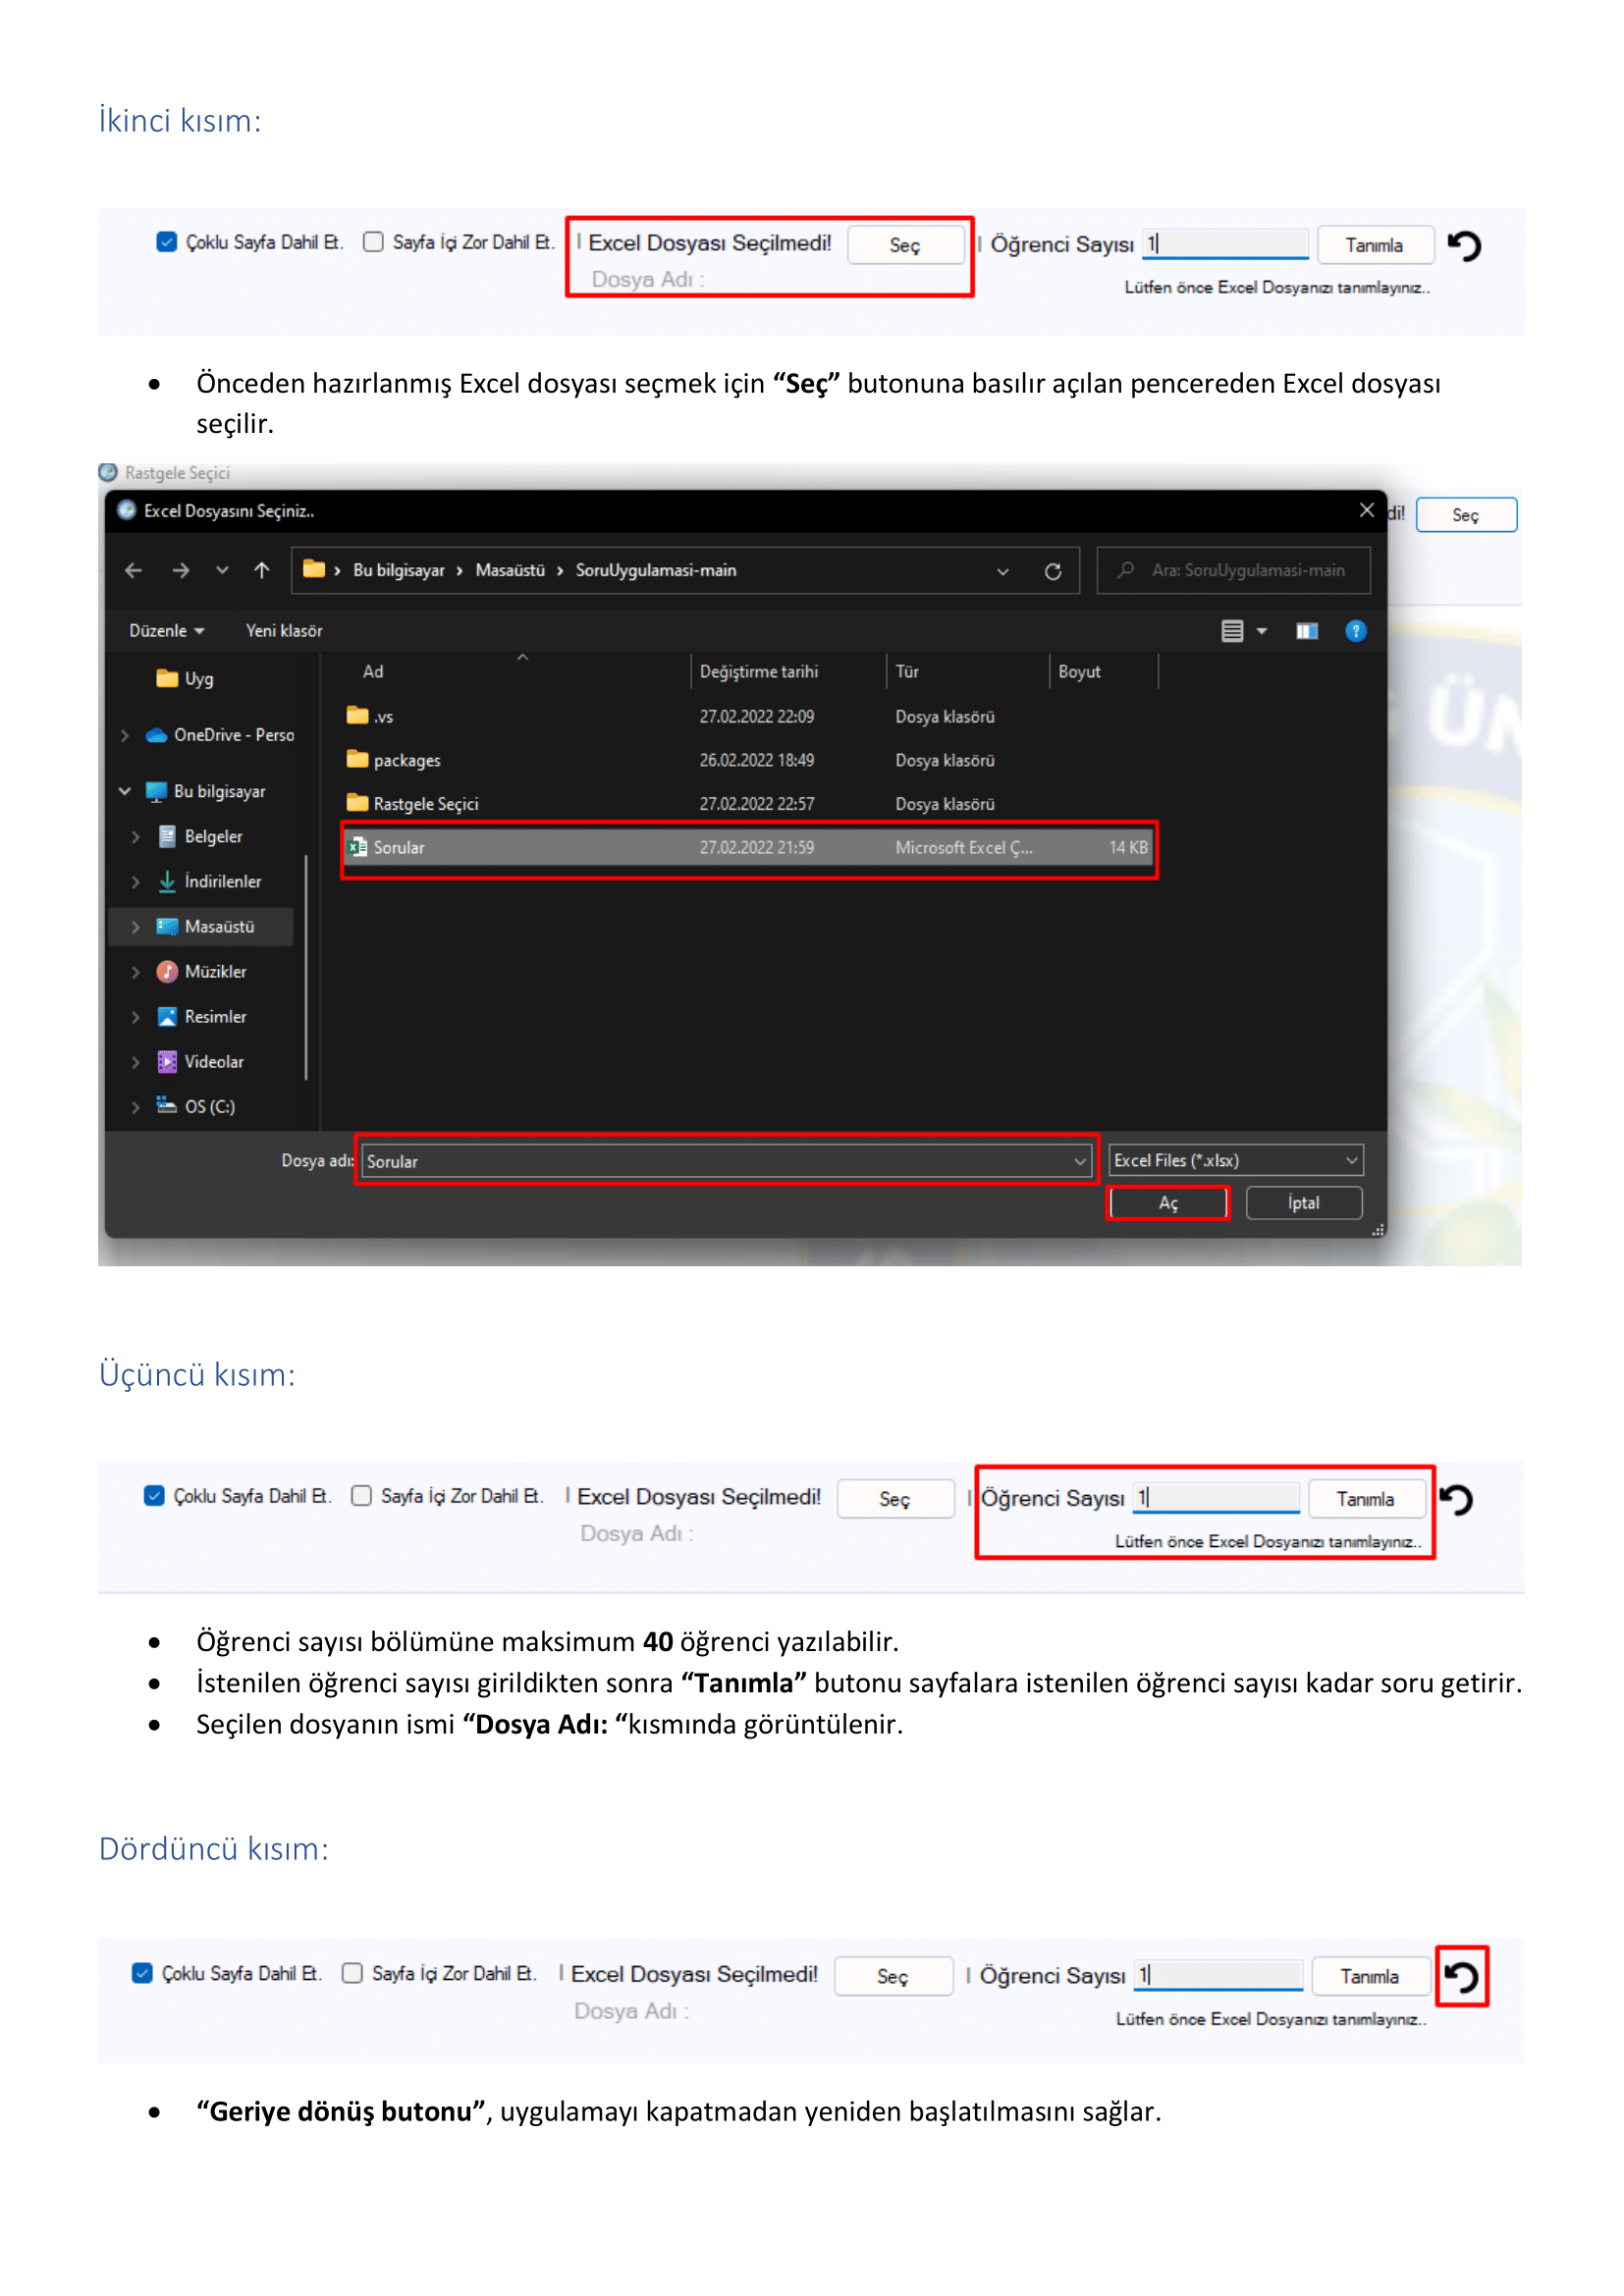 İkinci kısım:
Çoklu Sayfa Dahil Et. Sayfa İçi Zor Dahil Et. | Excel Dosyası Seçilmedi! Seç | Öğrenci Sayısı 1 Tanımla
Dosya Adı : Lütfen önce Excel Dosyanızı tanımlayınız..
• Önceden hazırlanmış Excel dosyası seçmek için “Seç” butonuna basılır açılan pencereden Excel dosyası
seçilir.
Rastgele Seçici
Excel Dosyasını Seçiniz.. di! Seç
Bu bilgisayar › Masaüstü › SoruUygulamasi-main Ara: SoruUygulamasi-main
Düzenle Yeni klasör
Ad Değiştirme tarihi Tür Boyut
Uyg
.vs 27.02.2022 22:09 Dosya klasörü
OneDrive - Perso
packages 26.02.2022 18:49 Dosya klasörü
Bu bilgisayar
Rastgele Seçici 27.02.2022 22:57 Dosya klasörü
Belgeler
Sorular 27.02.2022 21:59 Microsoft Excel Ç... 14 KB
İndirilenler
Masaüstü
Müzikler
Resimler
Videolar
OS (C:)
Dosya adı: Sorular Excel Files (*.xlsx)
Aç İptal
ÜN
Üçüncü kısım:
Çoklu Sayfa Dahil Et. Sayfa İçi Zor Dahil Et. | Excel Dosyası Seçilmedi! Seç | Öğrenci Sayısı 1 Tanımla
Dosya Adı : Lütfen önce Excel Dosyanızı tanımlayınız..
• Öğrenci sayısı bölümüne maksimum 40 öğrenci yazılabilir.
• İstenilen öğrenci sayısı girildikten sonra “Tanımla” butonu sayfalara istenilen öğrenci sayısı kadar soru getirir.
• Seçilen dosyanın ismi “Dosya Adı: “kısmında görüntülenir.
Dördüncü kısım:
Çoklu Sayfa Dahil Et. Sayfa İçi Zor Dahil Et. | Excel Dosyası Seçilmedi! Seç | Öğrenci Sayısı 1 Tanımla
Dosya Adı : Lütfen önce Excel Dosyanızı tanımlayınız..
• “Geriye dönüş butonu”, uygulamayı kapatmadan yeniden başlatılmasını sağlar.